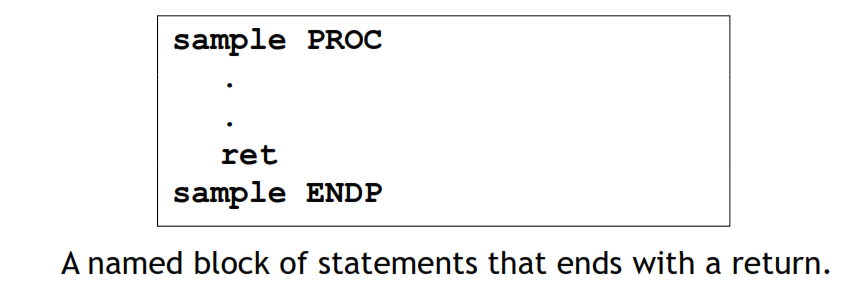 sample PROC
.
.
ret
sample ENDP
A named block of statements that ends with a return.